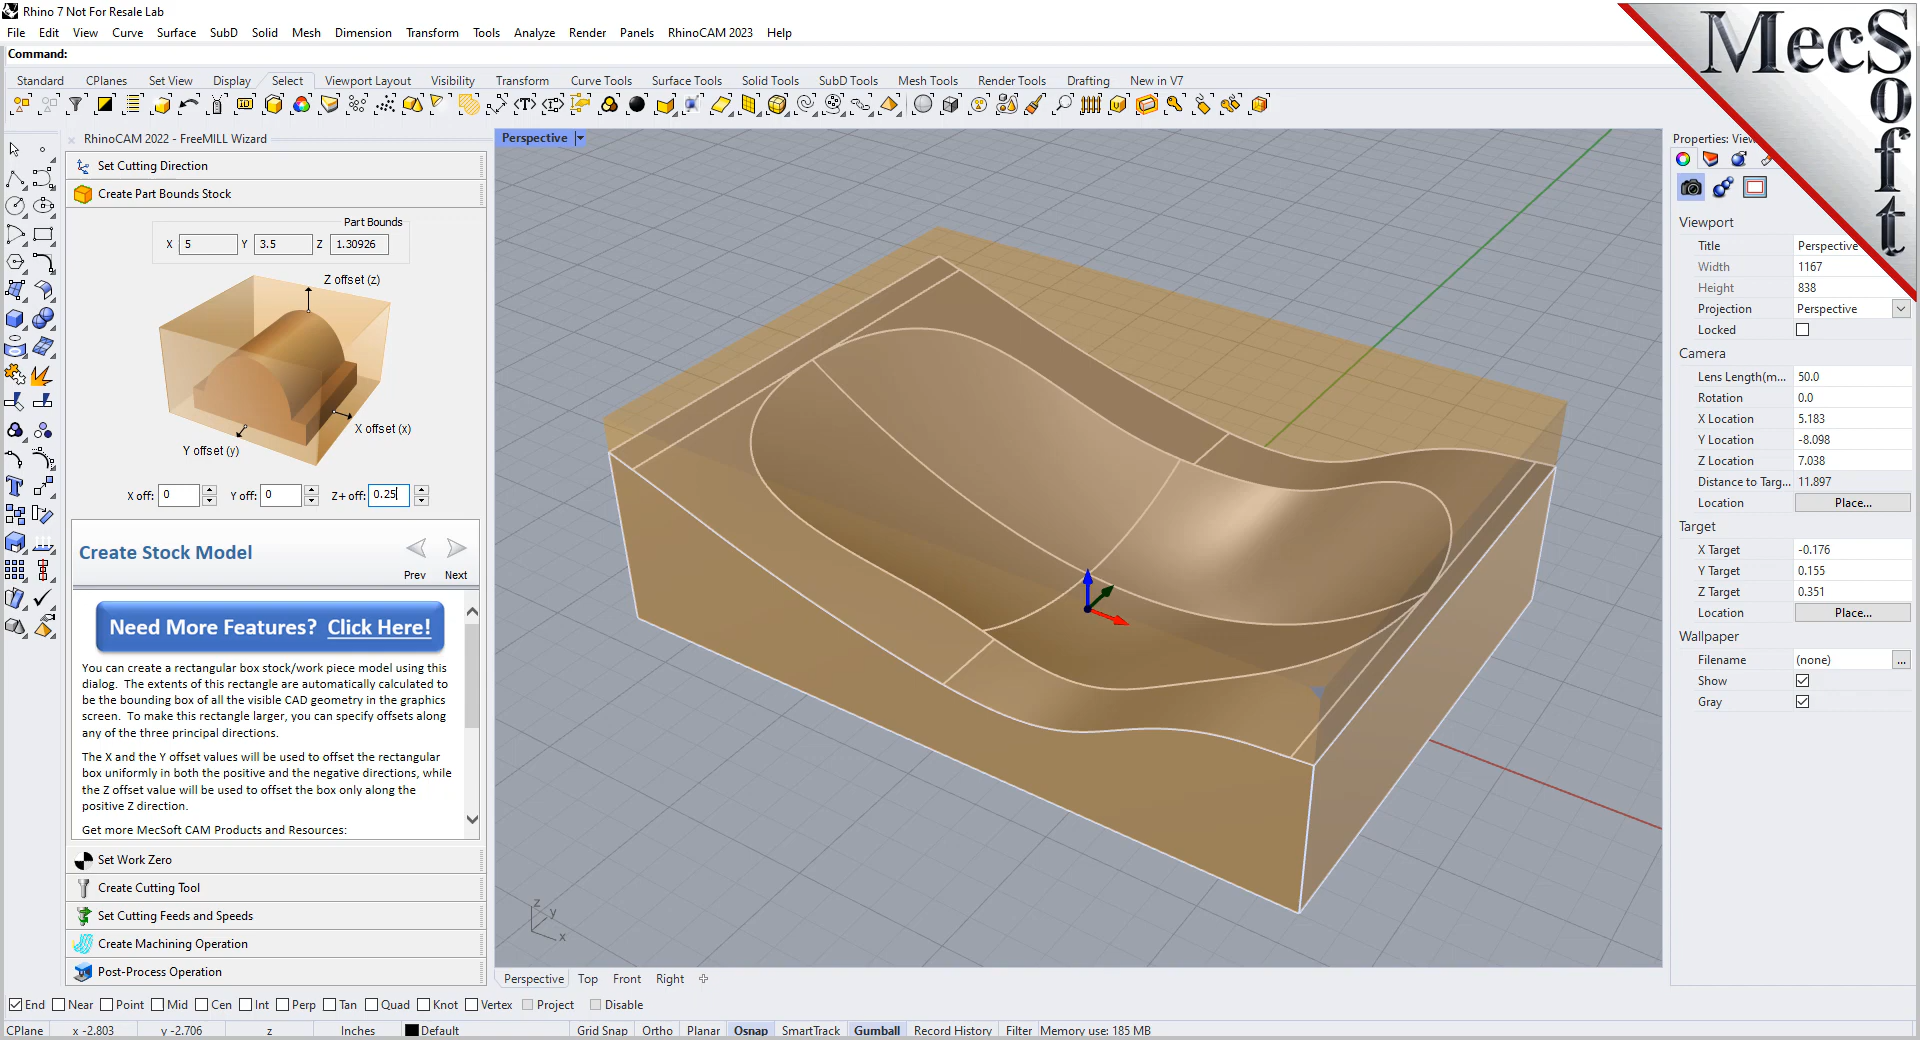 Rhino 7 Not For Resale Lab
File Edit View Curve Surface SubD Solid Mesh Dimension Transform Tools Analyze Render Panels RhinoCAM 2023 Help
Command:
Standard CPlanes Set View Display Select Viewport Layout Visibility Transform Curve Tools Surface Tools Solid Tools SubD Tools Mesh Tools Render Tools Drafting New in V7
MecSoft
RhinoCAM 2022 - FreeMILL Wizard
Set Cutting Direction
Create Part Bounds Stock
Part Bounds
X 5 Y 3.5 Z 1.30926
Z offset (z)
X offset (x)
Y offset (y)
X off: 0 Y off: 0 Z+ off: 0.25
Create Stock Model
Prev Next
Need More Features? Click Here!
You can create a rectangular box stock/work piece model using this
dialog. The extents of this rectangle are automatically calculated to
be the bounding box of all the visible CAD geometry in the graphics
screen. To make this rectangle larger, you can specify offsets along
any of the three principal directions.
The X and the Y offset values will be used to offset the rectangular
box uniformly in both the positive and the negative directions, while
the Z offset value will be used to offset the box only along the
positive Z direction.
Get more MecSoft CAM Products and Resources:
Set Work Zero
Create Cutting Tool
Set Cutting Feeds and Speeds
Create Machining Operation
Post-Process Operation
Perspective
z
y
x
Perspective Top Front Right
Properties: View
Viewport
Title Perspective
Width 1167
Height 838
Projection Perspective
Locked
Camera
Lens Length(m... 50.0
Rotation 0.0
X Location 5.183
Y Location -8.098
Z Location 7.038
Distance to Targ... 11.897
Location Place...
Target
X Target -0.176
Y Target 0.155
Z Target 0.351
Location Place...
Wallpaper
Filename (none) ...
Show
Gray
End Near Point Mid Cen Int Perp Tan Quad Knot Vertex Project Disable
CPlane x -2.803 y -2.706 z Inches Default Grid Snap Ortho Planar Osnap SmartTrack Gumball Record History Filter Memory use: 185 MB